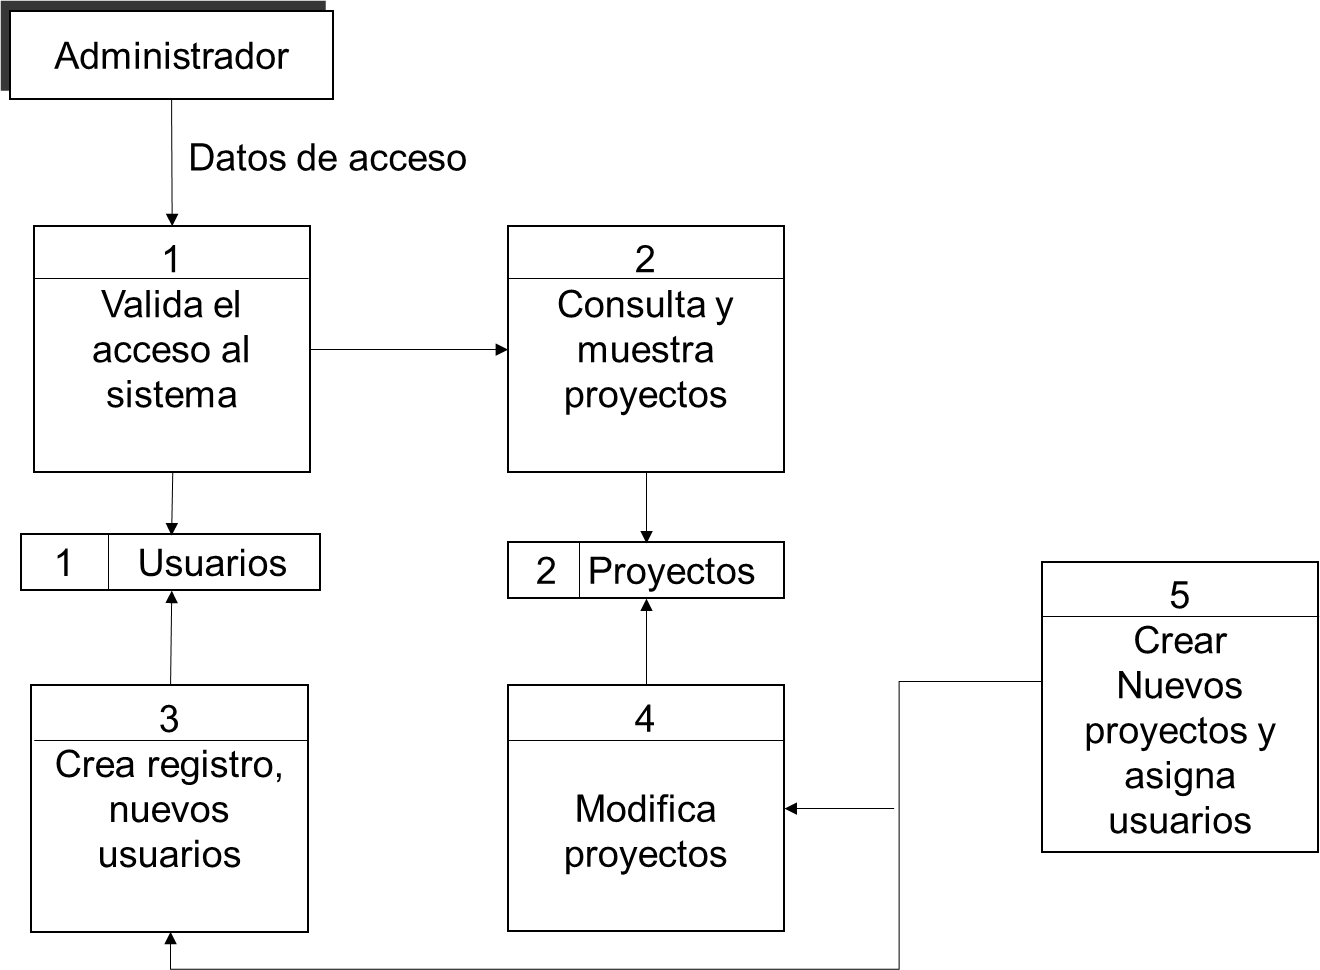 Administrador
Datos de acceso
1
Valida el
acceso al
sistema
2
Consulta y
muestra
proyectos
1 Usuarios
2 Proyectos
3
Crea registro,
nuevos
usuarios
4
Modifica
proyectos
5
Crear
Nuevos
proyectos y
asigna
usuarios